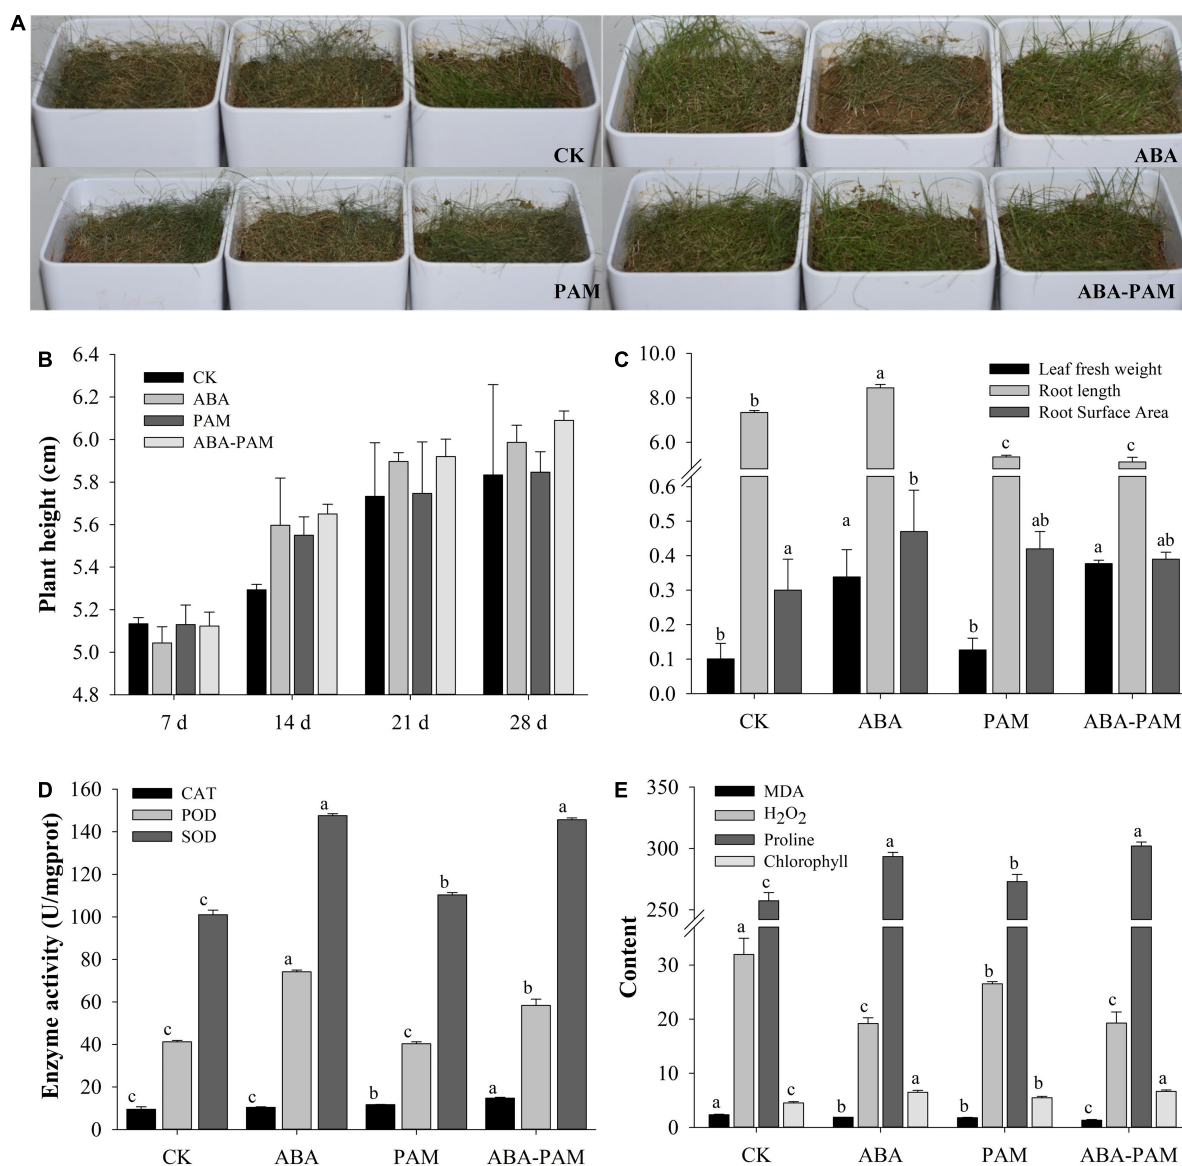 A
CK
ABA
PAM
ABA-PAM
B
Plant height (cm)
6.4
6.2
6.0
5.8
5.6
5.4
5.2
5.0
4.8
CK
ABA
PAM
ABA-PAM
7 d
14 d
21 d
28 d
C
10.0
8.0
6.0
0.6
0.5
0.4
0.3
0.2
0.1
0.0
Leaf fresh weight
Root length
Root Surface Area
b
b
a
a
a
b
b
c
ab
a
c
ab
CK
ABA
PAM
ABA-PAM
D
Enzyme activity (U/mgprot)
160
140
120
100
80
60
40
20
0
CAT
POD
SOD
c
c
c
c
a
a
b
c
b
a
b
a
CK
ABA
PAM
ABA-PAM
E
Content
350
300
250
30
20
10
0
MDA
H2O2
Proline
Chlorophyll
a
a
c
c
b
c
a
a
b
b
b
b
c
c
a
a
CK
ABA
PAM
ABA-PAM